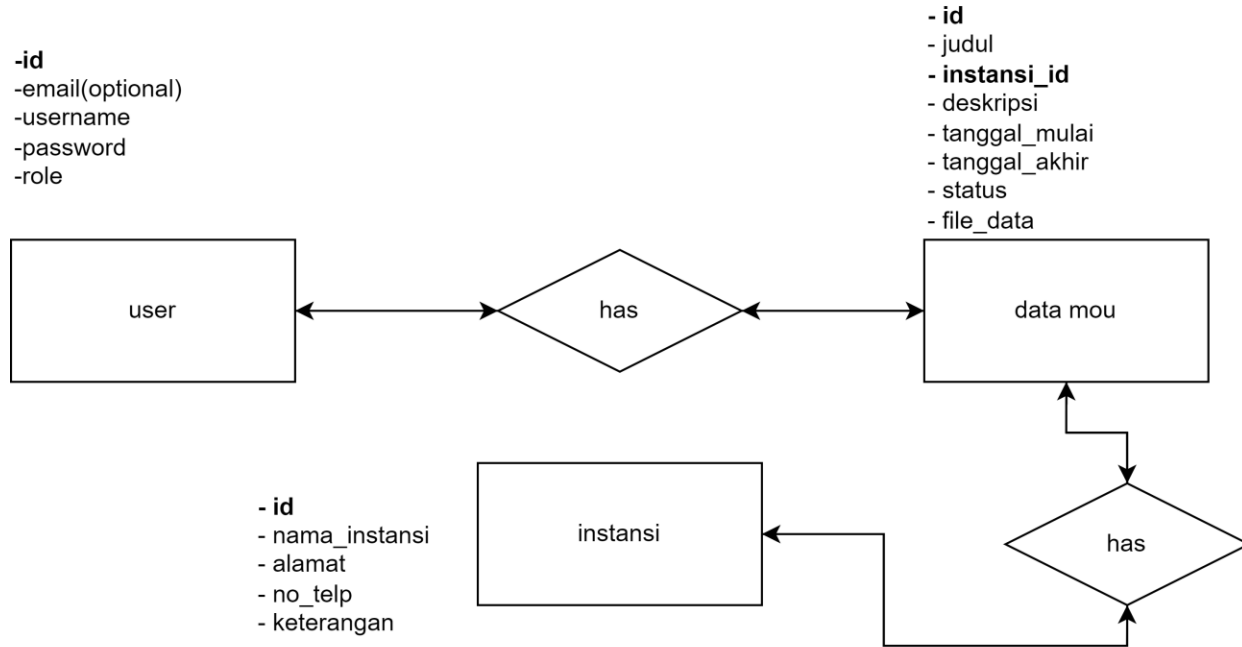 -id
-email(optional)
-username
-password
-role
- id
- judul
- instansi_id
- deskripsi
- tanggal_mulai
- tanggal_akhir
- status
- file_data
user
has
data mou
- id
- nama_instansi
- alamat
- no_telp
- keterangan
instansi
has